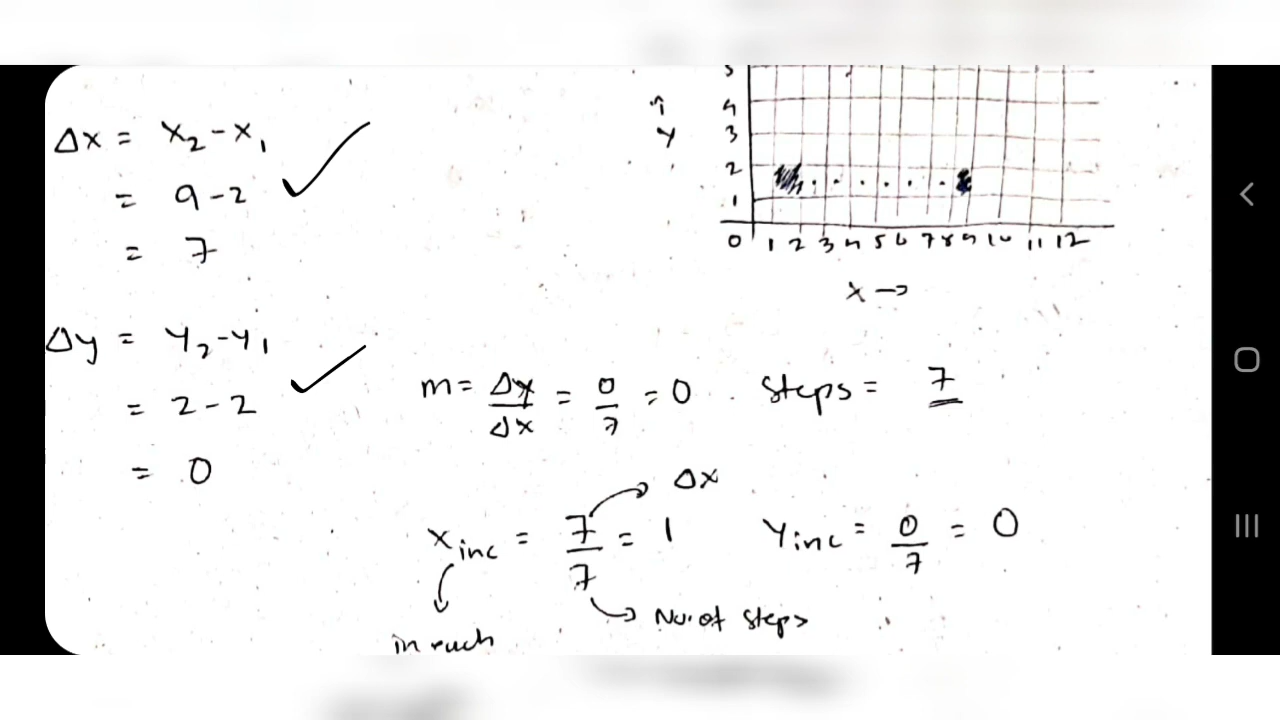 Δx = x₂ - x₁
= 9 - 2
= 7
Δy = y₂ - y₁
= 2 - 2
= 0
5
↑ 4
Y 3
2
1
0 1 2 3 4 5 6 7 8 9 10 11 12
X →
m = Δy/Δx = 0/7 = 0 . Steps = 7
Δx
x inc = 7/7 = 1 y inc = 0/7 = 0
No. of steps
in each